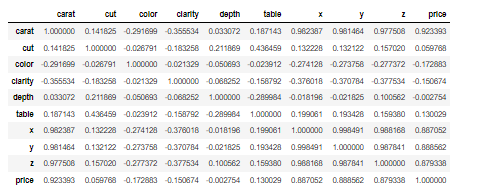 carat cut color clarity depth table x y z price
carat 1.000000 0.141825 -0.291699 -0.355534 0.033072 0.187143 0.982387 0.981464 0.977508 0.923393
cut 0.141825 1.000000 -0.026791 -0.183258 0.211869 0.436459 0.132228 0.132122 0.157020 0.059768
color -0.291699 -0.026791 1.000000 -0.021329 -0.050693 -0.023912 -0.274128 -0.273758 -0.277372 -0.172883
clarity -0.355534 -0.183258 -0.021329 1.000000 -0.068252 -0.158792 -0.376018 -0.370784 -0.377534 -0.150674
depth 0.033072 0.211869 -0.050693 -0.068252 1.000000 -0.289984 -0.018196 -0.021825 0.100562 -0.002754
table 0.187143 0.436459 -0.023912 -0.158792 -0.289984 1.000000 0.199061 0.193428 0.159380 0.130029
x 0.982387 0.132228 -0.274128 -0.376018 -0.018196 0.199061 1.000000 0.998491 0.988168 0.887052
y 0.981464 0.132122 -0.273758 -0.370784 -0.021825 0.193428 0.998491 1.000000 0.987841 0.888562
z 0.977508 0.157020 -0.277372 -0.377534 0.100562 0.159380 0.988168 0.987841 1.000000 0.879338
price 0.923393 0.059768 -0.172883 -0.150674 -0.002754 0.130029 0.887052 0.888562 0.879338 1.000000